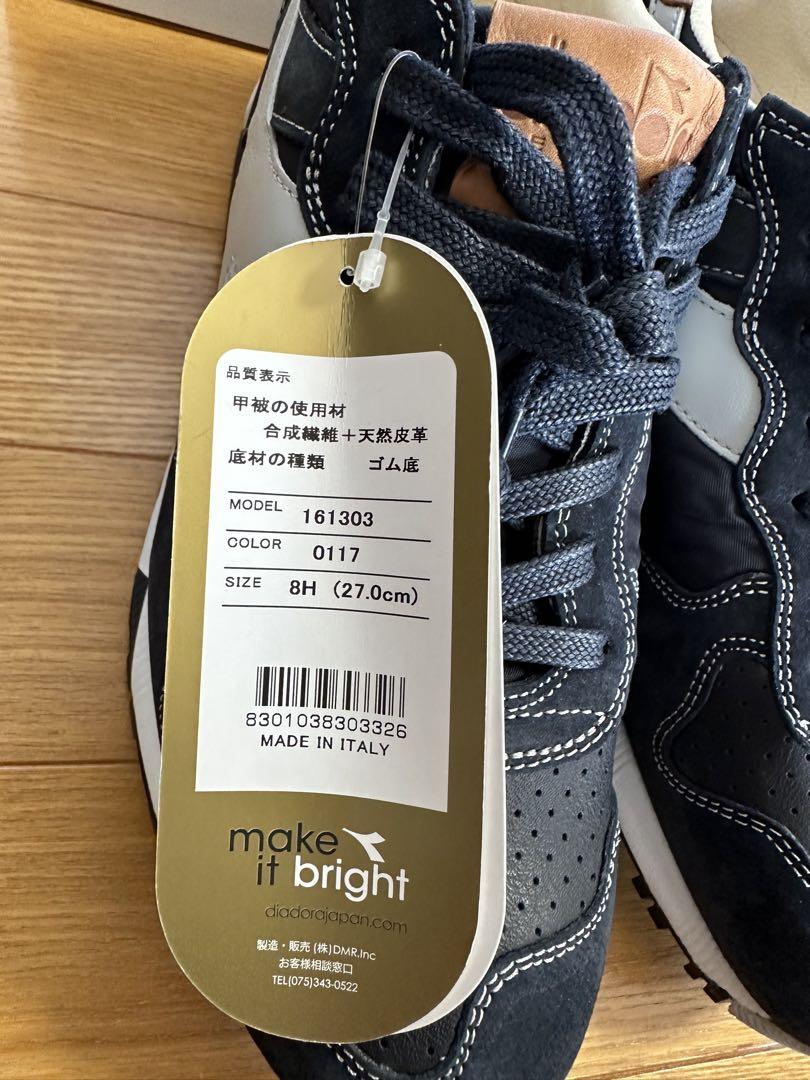 品質表示
甲被の使用材
合成繊維＋天然皮革
底材の種類 ゴム底
MODEL 161303
COLOR 0117
SIZE 8H (27.0cm)
8301038303326
MADE IN ITALY
make
it bright
diadorajapan.com
製造・販売 (株)DMR.Inc
お客様相談窓口
TEL(075)343-0522